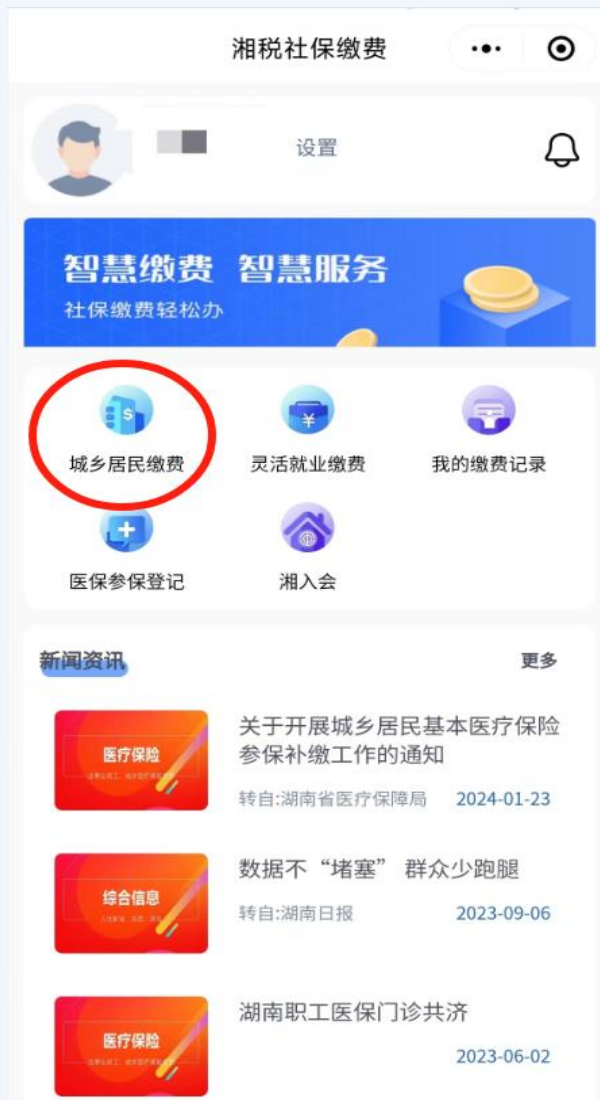 湘税社保缴费
设置
智慧缴费 智慧服务
社保缴费轻松办
城乡居民缴费
灵活就业缴费
我的缴费记录
医保参保登记
湘入会
新闻资讯
更多
医疗保险
关于开展城乡居民基本医疗保险
参保补缴工作的通知
转自:湖南省医疗保障局 2024-01-23
综合信息
数据不“堵塞” 群众少跑腿
转自:湖南日报 2023-09-06
医疗保险
湖南职工医保门诊共济
2023-06-02